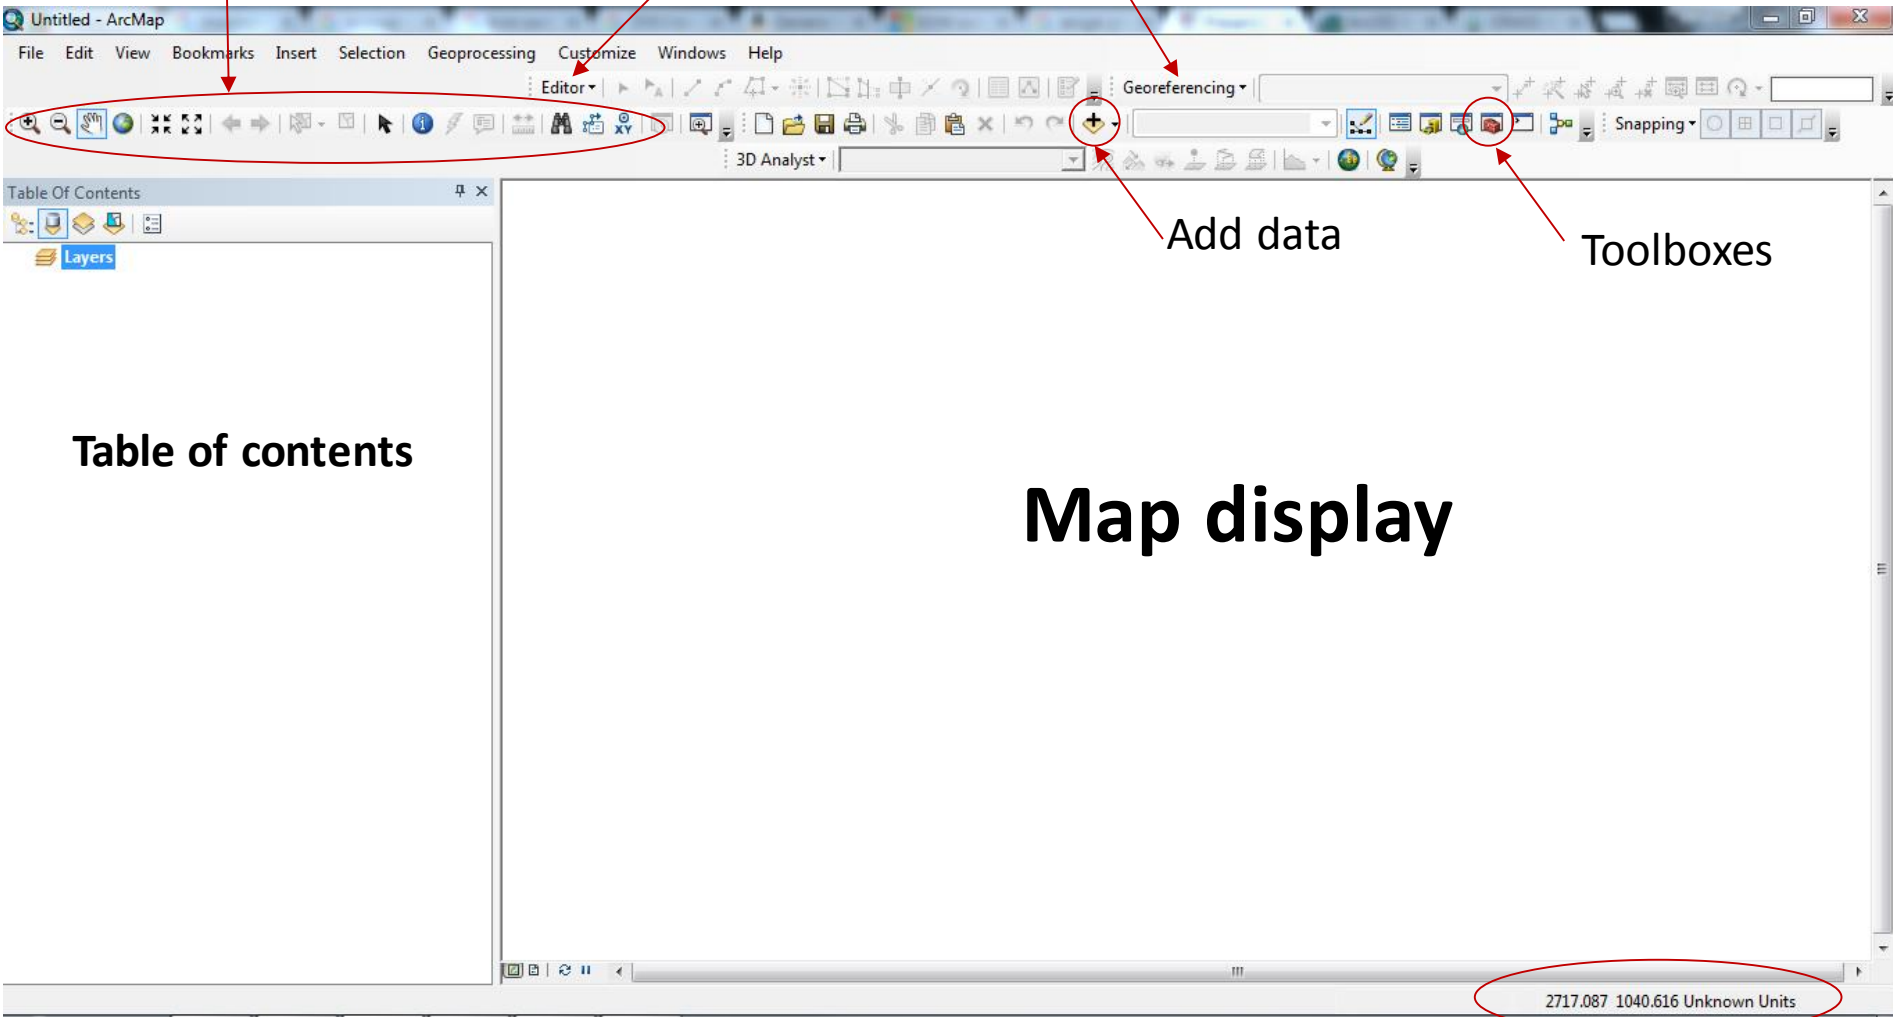 Untitled - ArcMap
File Edit View Bookmarks Insert Selection Geoprocessing Customize Windows Help
Editor Georeferencing
XY Snapping
3D Analyst
Table Of Contents
Layers
Add data
Toolboxes
Table of contents
Map display
2717.087 1040.616 Unknown Units